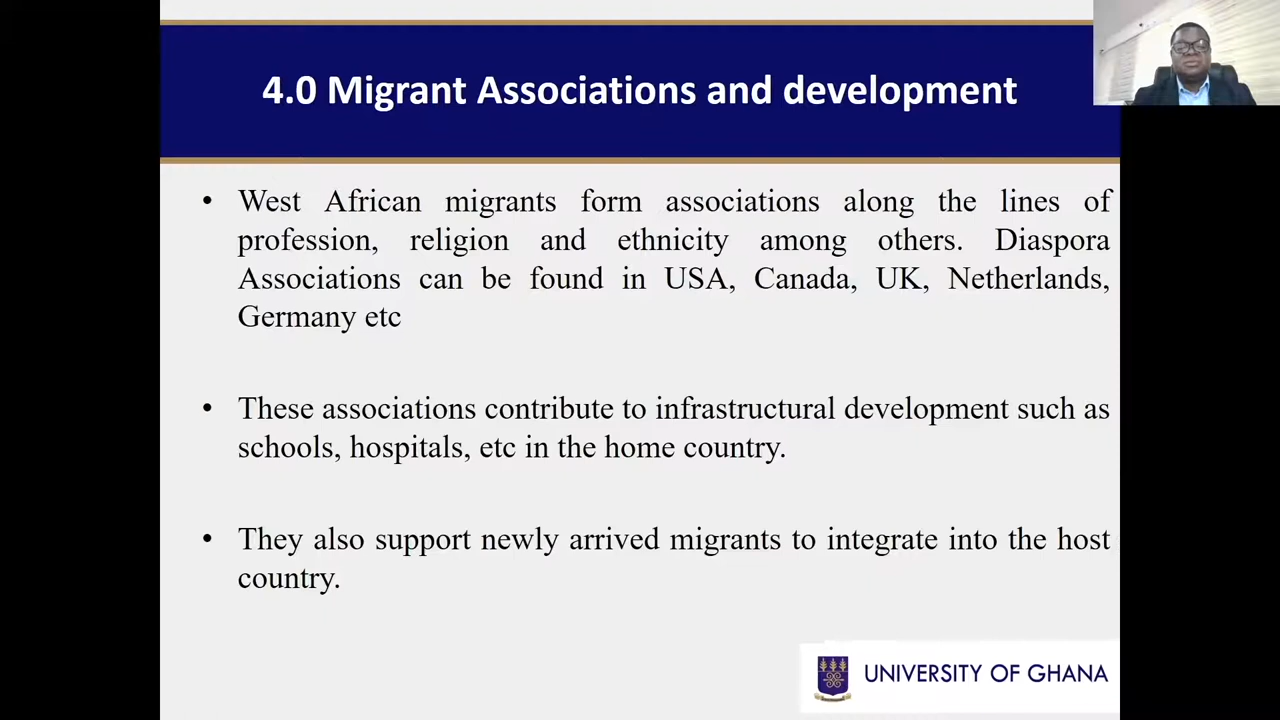 4.0 Migrant Associations and development
• West African migrants form associations along the lines of
profession, religion and ethnicity among others. Diaspora
Associations can be found in USA, Canada, UK, Netherlands,
Germany etc
• These associations contribute to infrastructural development such as
schools, hospitals, etc in the home country.
• They also support newly arrived migrants to integrate into the host
country.
UNIVERSITY OF GHANA